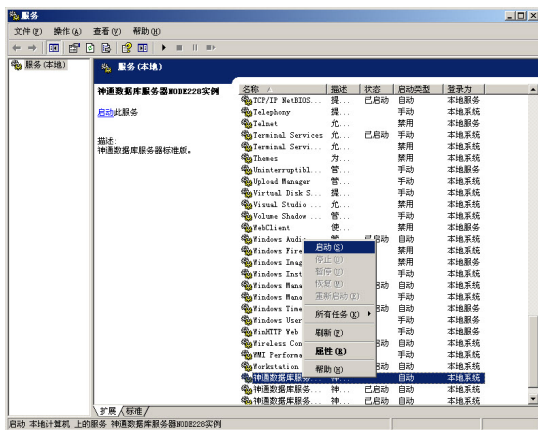 服务
文件(F) 操作(A) 查看(V) 帮助(H)
服务(本地)
服务(本地)
神通数据库服务器NODE228实例
启动此服务
描述:
神通数据库服务器标准版。
名称 描述 状态 启动类型 登录为
TCP/IP NetBIOS... 提... 已启动 自动 本地服务
Telephony 提... 手动 本地系统
Telnet 允... 禁用 本地服务
Terminal Services 允... 已启动 手动 本地系统
Terminal Servi... 允... 禁用 本地系统
Themes 为... 禁用 本地系统
Uninterruptibl... 管... 手动 本地服务
Upload Manager 管... 手动 本地系统
Virtual Disk S... 提... 手动 本地系统
Visual Studio ... 允... 禁用 本地系统
Volume Shadow ... 管... 手动 本地系统
WebClient 使... 禁用 本地服务
Windows Audi 管... 已启动 自动 本地系统
Windows Fire 禁用 本地系统
Windows Imag 禁用 本地服务
Windows Inst 手动 本地系统
Windows Mana 启动 自动 本地系统
Windows Mana 手动 本地系统
Windows Time 启动 自动 本地服务
Windows User 手动 本地服务
WinHTTP Web 手动 本地服务
Wireless Con 启动 自动 本地系统
WMI Performa 手动 本地系统
Workstation 启动 自动 本地系统
神通数据库服务... 神... 自动 本地系统
神通数据库服务... 神... 已启动 自动 本地系统
神通数据库服务... 神... 已启动 自动 本地系统
启动(S)
停止(O)
暂停(U)
恢复(M)
重新启动(E)
所有任务(K)
刷新(F)
属性(R)
帮助(H)
扩展 标准
启动 本地计算机 上的服务 神通数据库服务器NODE228实例